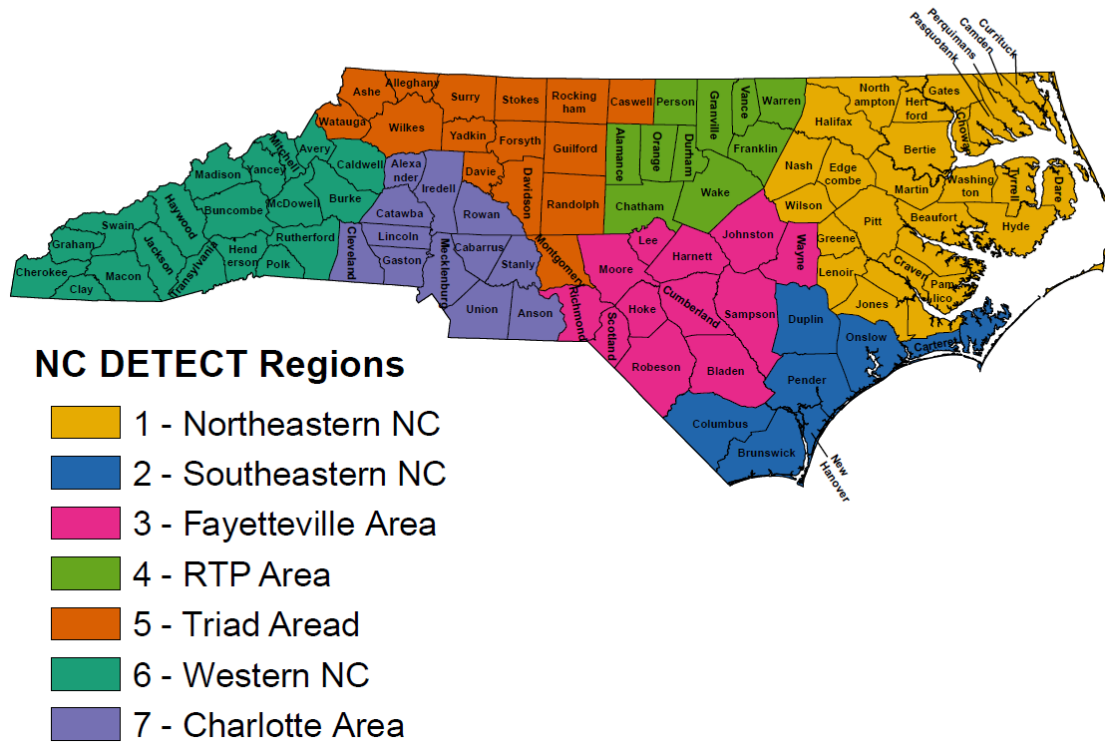 Currituck
Camden
Perquimans
Pasquotank
Ashe
Alleghany
Surry
Stokes
Rocking
ham
Caswell
Person
Granville
Vance
Warren
North
ampton
Gates
Hert
ford
Halifax
Watauga
Wilkes
Yadkin
Forsyth
Guilford
Alamance
Orange
Durham
Franklin
Chowan
Bertie
Avery
Mitchell
Caldwell
Alexa
nder
Iredell
Davie
Davidson
Randolph
Chatham
Wake
Nash
Edge
combe
Martin
Washing
ton
Tyrrell
Dare
Madison
Yancey
McDowell
Burke
Catawba
Rowan
Wilson
Pitt
Beaufort
Hyde
Haywood
Buncombe
Swain
Graham
Jackson
Transylvania
Hend
erson
Rutherford
Polk
Cleveland
Lincoln
Gaston
Mecklenburg
Cabarrus
Stanly
Montgomery
Moore
Lee
Harnett
Johnston
Wayne
Greene
Lenoir
Craven
Pam
lico
Jones
Cherokee
Clay
Macon
Union
Anson
Richmond
Scotland
Hoke
Cumberland
Sampson
Duplin
Onslow
Carteret
Robeson
Bladen
Pender
Columbus
Brunswick
New
Hanover
NC DETECT Regions
1 - Northeastern NC
2 - Southeastern NC
3 - Fayetteville Area
4 - RTP Area
5 - Triad Aread
6 - Western NC
7 - Charlotte Area